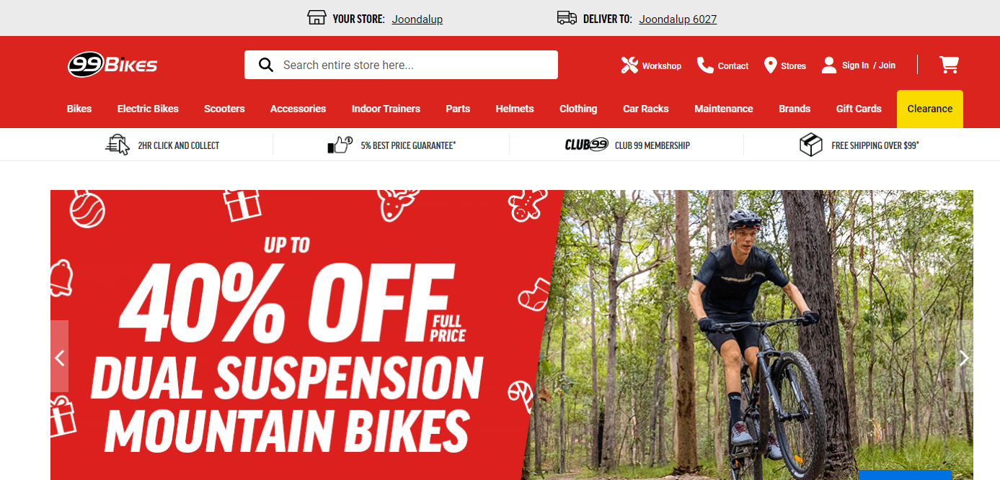 YOUR STORE: Joondalup
DELIVER TO: Joondalup 6027
99 BIKES
Search entire store here...
Workshop
Contact
Stores
Sign In / Join
Bikes
Electric Bikes
Scooters
Accessories
Indoor Trainers
Parts
Helmets
Clothing
Car Racks
Maintenance
Brands
Gift Cards
Clearance
2HR CLICK AND COLLECT
5% BEST PRICE GUARANTEE*
CLUB99 CLUB 99 MEMBERSHIP
FREE SHIPPING OVER $99*
UP TO
40% OFF
FULL
PRICE
DUAL SUSPENSION
MOUNTAIN BIKES